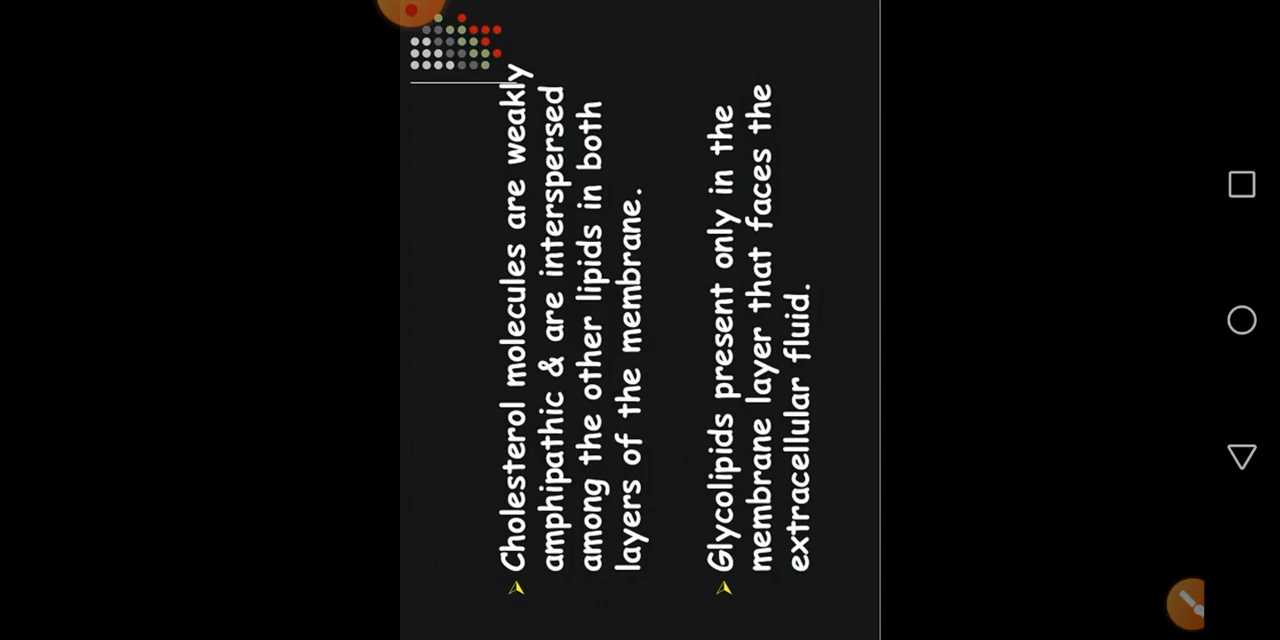 Cholesterol molecules are weakly
amphipathic & are interspersed
among the other lipids in both
layers of the membrane.
Glycolipids present only in the
membrane layer that faces the
extracellular fluid.